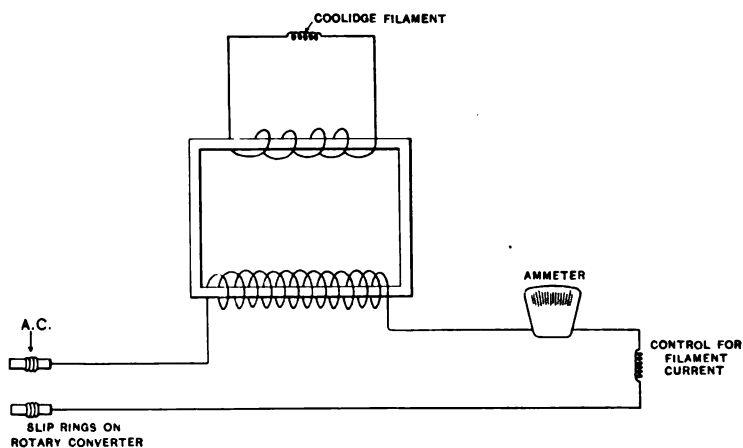 COOLIDGE FILAMENT
AMMETER
A.C.
CONTROL FOR
FILAMENT
CURRENT
SLIP RINGS ON
ROTARY CONVERTER